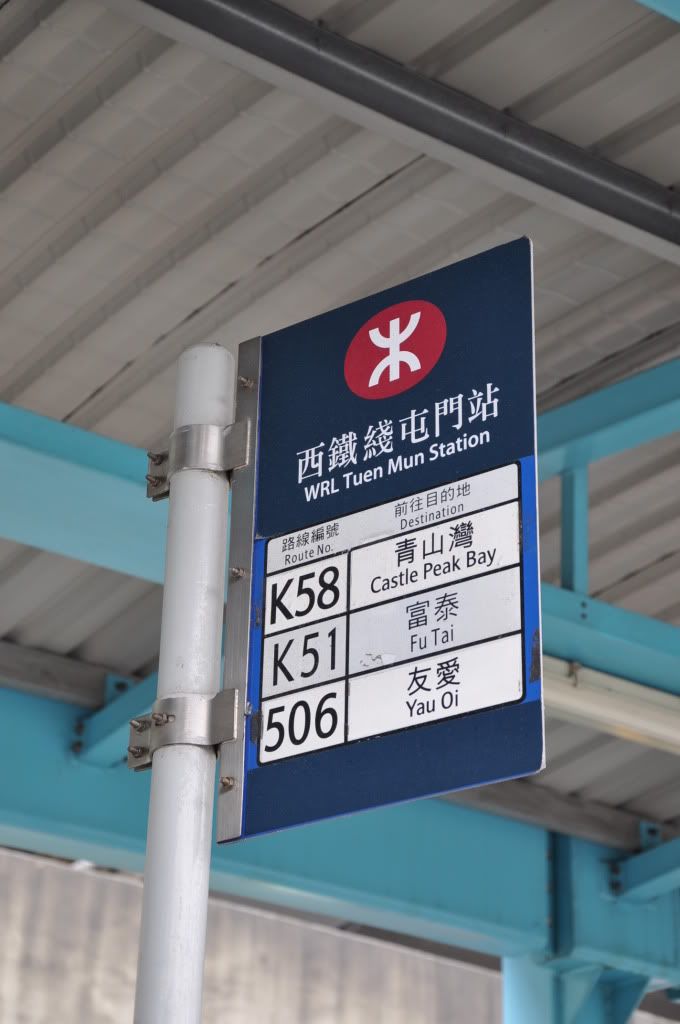 西鐵綫屯門站
WRL Tuen Mun Station
路線編號 前往目的地
Route No. Destination
K58 青山灣
Castle Peak Bay
K51 富泰
Fu Tai
506 友愛
Yau Oi